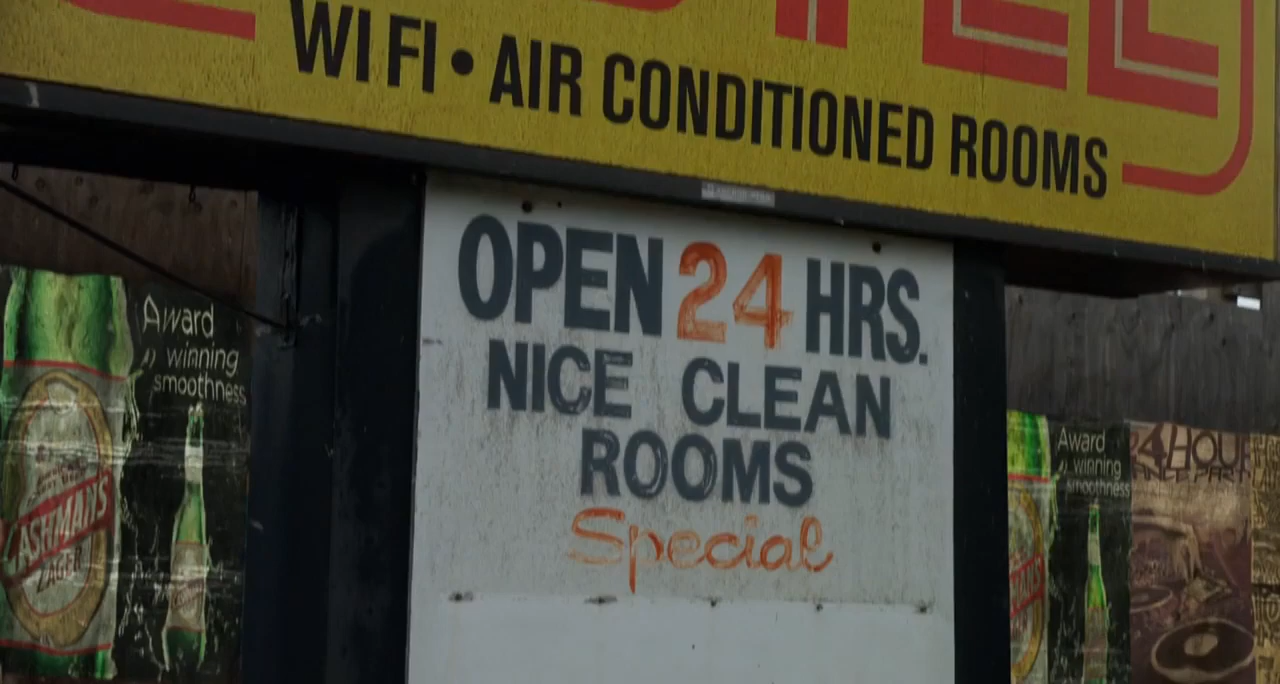 WI FI • AIR CONDITIONED ROOMS
OPEN 24 HRS.
NICE CLEAN
ROOMS
Special
Award
winning
smoothness
ASHMAN'S
LAGER
Award
winning
smoothness
24 HOUR